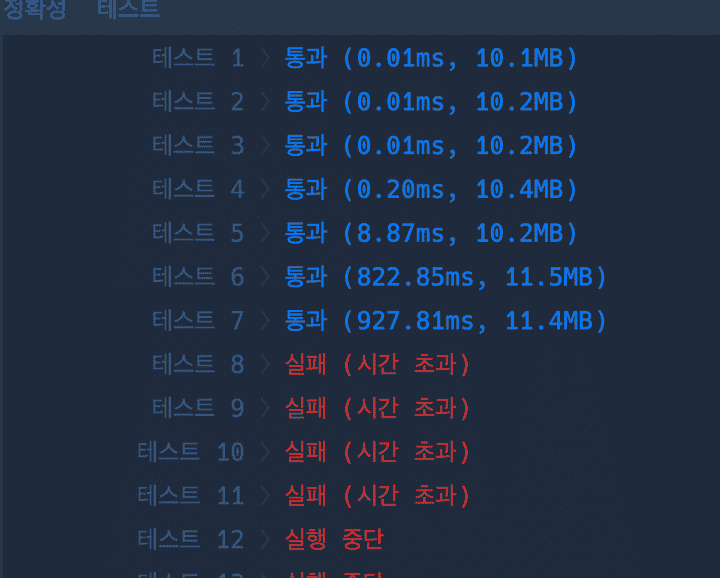 정확성 테스트
테스트 1 〉 통과 (0.01ms, 10.1MB)
테스트 2 〉 통과 (0.01ms, 10.2MB)
테스트 3 〉 통과 (0.01ms, 10.2MB)
테스트 4 〉 통과 (0.20ms, 10.4MB)
테스트 5 〉 통과 (8.87ms, 10.2MB)
테스트 6 〉 통과 (822.85ms, 11.5MB)
테스트 7 〉 통과 (927.81ms, 11.4MB)
테스트 8 〉 실패 (시간 초과)
테스트 9 〉 실패 (시간 초과)
테스트 10 〉 실패 (시간 초과)
테스트 11 〉 실패 (시간 초과)
테스트 12 〉 실행 중단